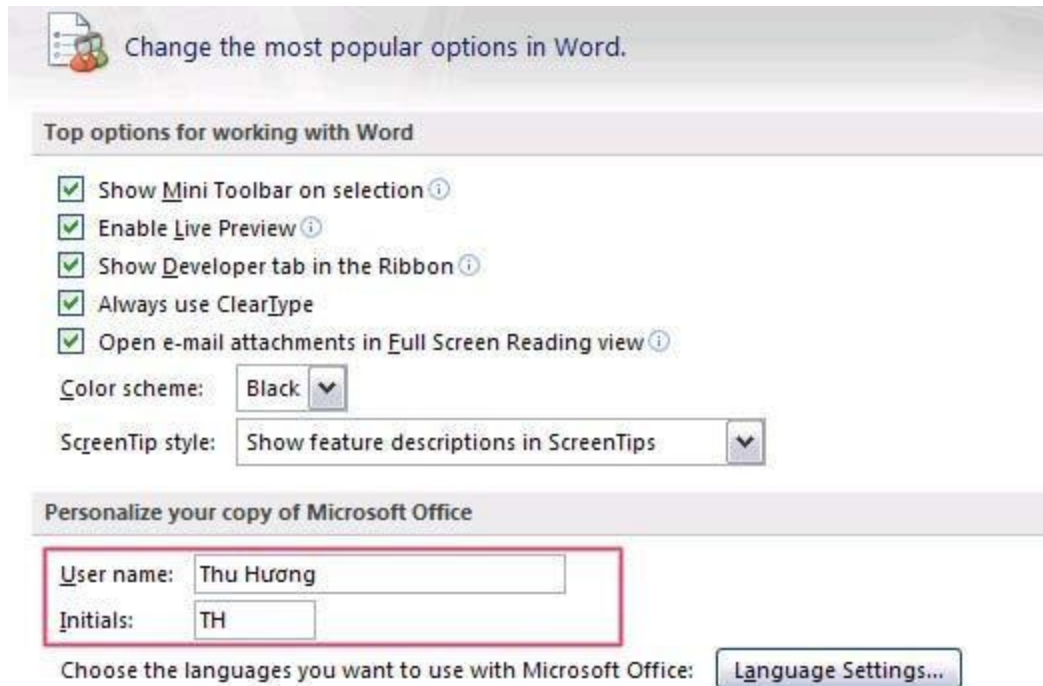 Change the most popular options in Word.
Top options for working with Word
Show Mini Toolbar on selection
Enable Live Preview
Show Developer tab in the Ribbon
Always use ClearType
Open e-mail attachments in Full Screen Reading view
Color scheme: Black
ScreenTip style: Show feature descriptions in ScreenTips
Personalize your copy of Microsoft Office
User name: Thu Hương
Initials: TH
Choose the languages you want to use with Microsoft Office: Language Settings...